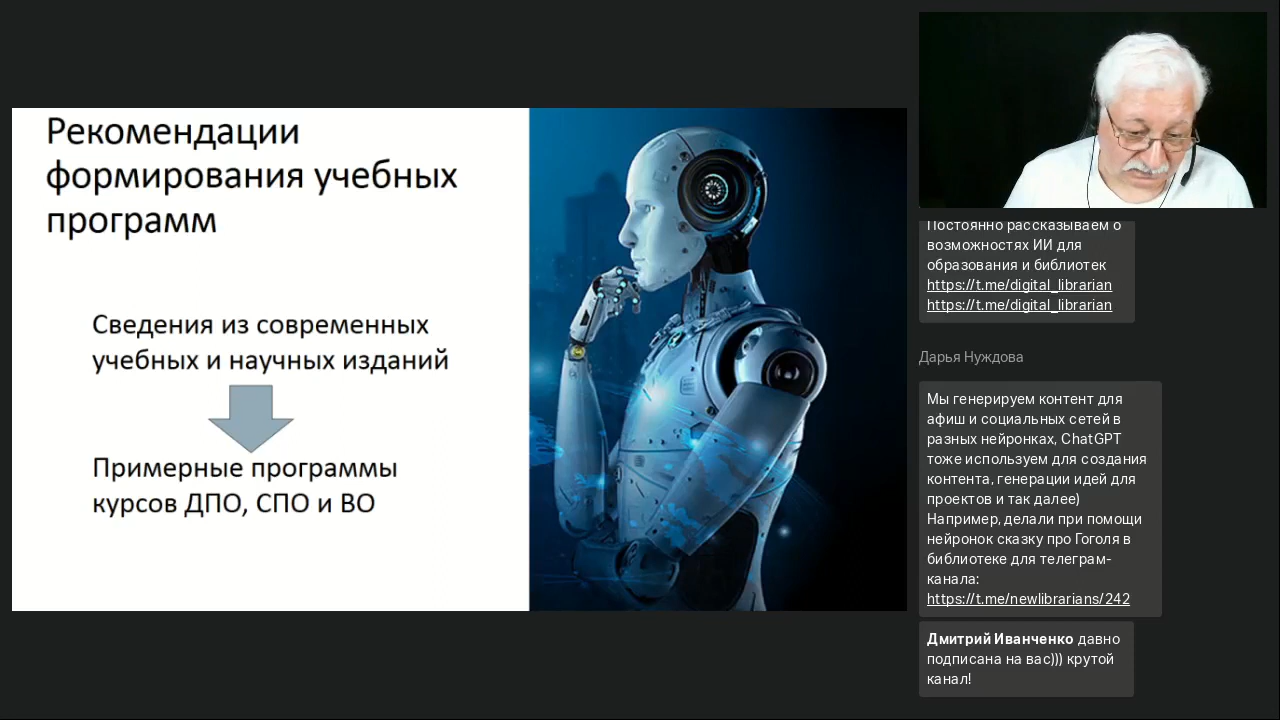 Рекомендации
формирования учебных
программ
Сведения из современных
учебных и научных изданий
Примерные программы
курсов ДПО, СПО и ВО
Постоянно рассказываем о
возможностях ИИ для
образования и библиотек
https://t.me/digital_librarian
https://t.me/digital_librarian
Дарья Нуждова
Мы генерируем контент для
афиш и социальных сетей в
разных нейронках, ChatGPT
тоже используем для создания
контента, генерации идей для
проектов и так далее)
Например, делали при помощи
нейронок сказку про Гоголя в
библиотеке для телеграм-
канала:
https://t.me/newlibrarians/242
Дмитрий Иванченко давно
подписана на вас))) крутой
канал!